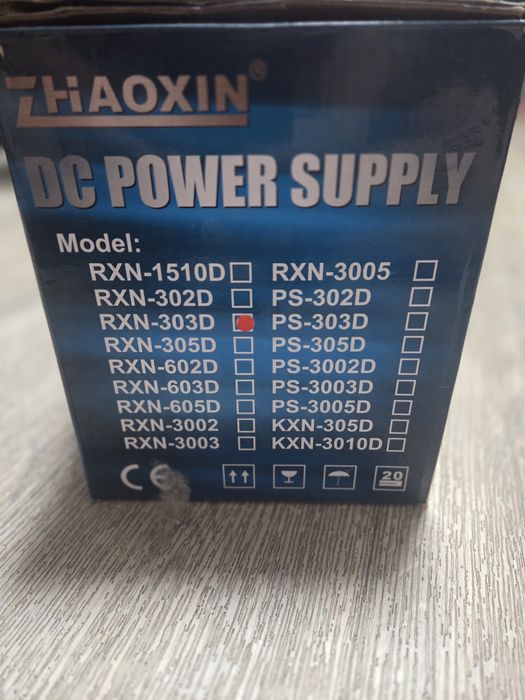 ZHAOXIN®
DC POWER SUPPLY
Model:
RXN-1510D RXN-3005
RXN-302D PS-302D
RXN-303D PS-303D
RXN-305D PS-305D
RXN-602D PS-3002D
RXN-603D PS-3003D
RXN-605D PS-3005D
RXN-3002 KXN-305D
RXN-3003 KXN-3010D
CE 20